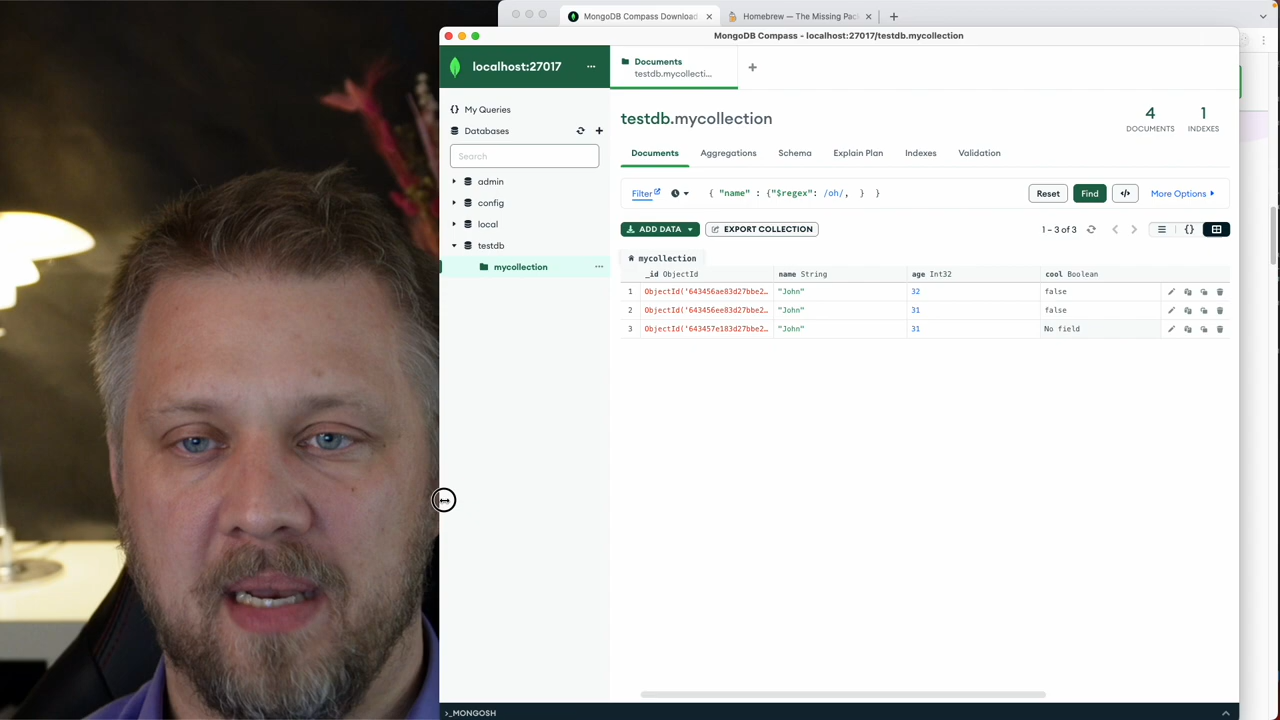 MongoDB Compass Download
Homebrew — The Missing Pac
MongoDB Compass - localhost:27017/testdb.mycollection
localhost:27017
Documents
testdb.mycollecti...
My Queries
Databases
Search
admin
config
local
testdb
mycollection
testdb.mycollection
4
DOCUMENTS
1
INDEXES
Documents Aggregations Schema Explain Plan Indexes Validation
Filter { "name" : {"$regex": /oh/, } } Reset Find </> More Options
ADD DATA EXPORT COLLECTION 1 – 3 of 3 {}
mycollection
_id ObjectId name String age Int32 cool Boolean
1 ObjectId('643456ae83d27bbe2… "John" 32 false
2 ObjectId('643456ee83d27bbe2… "John" 31 false
3 ObjectId('643457e183d27bbe2… "John" 31 No field
>_MONGOSH